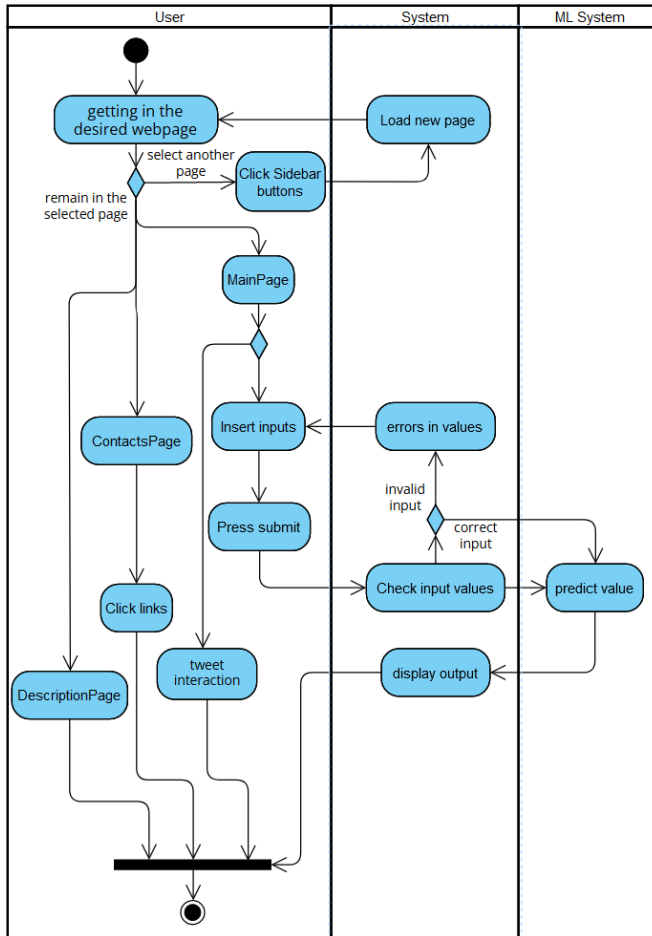 User
System
ML System
getting in the
desired webpage
Load new page
select another
page
Click Sidebar
buttons
remain in the
selected page
MainPage
Insert inputs
errors in values
ContactsPage
invalid
input
correct
input
Press submit
Check input values
predict value
Click links
tweet
interaction
display output
DescriptionPage